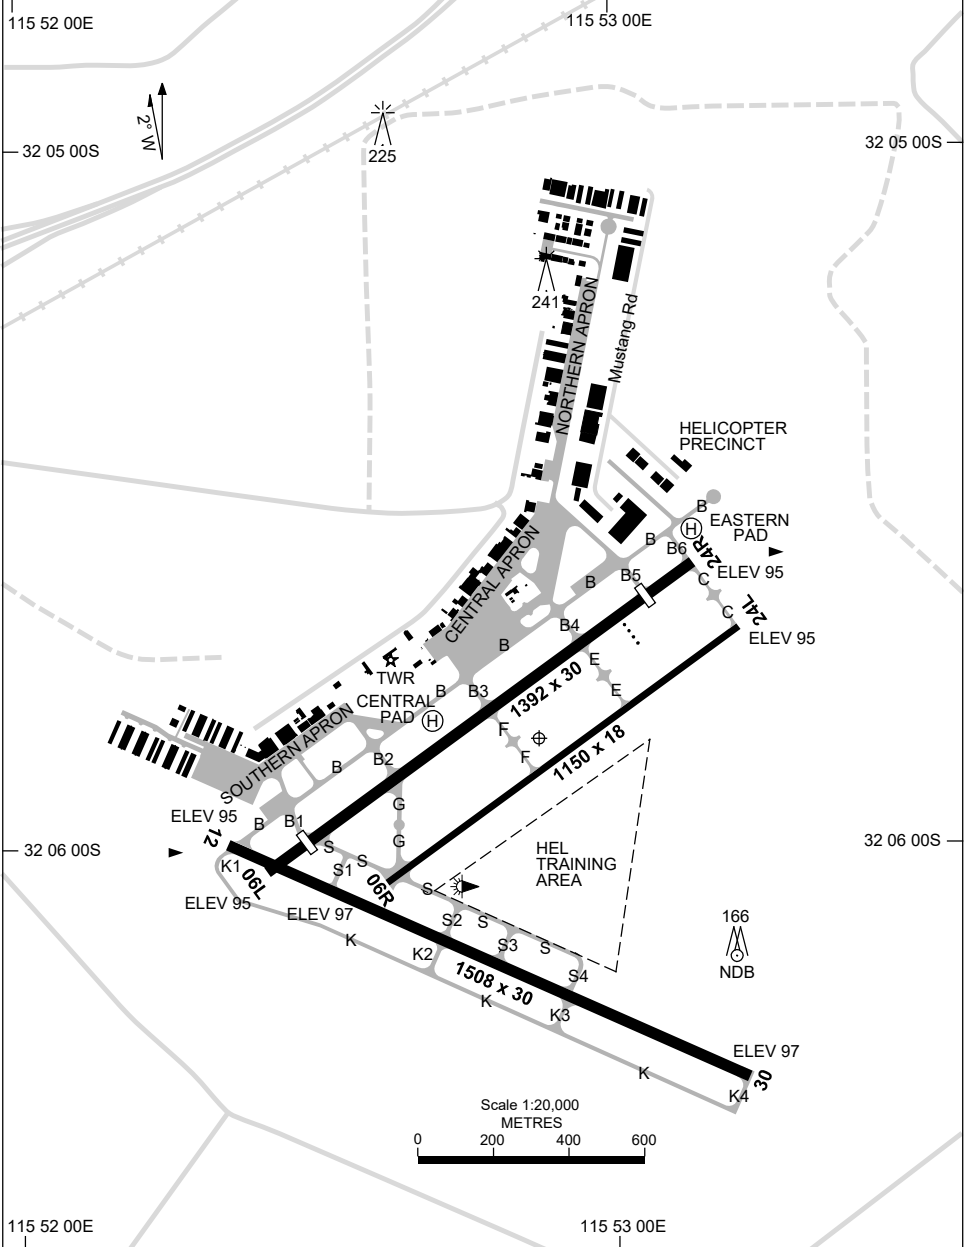 115 52 00E
115 53 00E
2° W
32 05 00S
32 05 00S
225
241
NORTHERN APRON
Mustang Rd
HELICOPTER
PRECINCT
B
H
EASTERN
PAD
B
B6
24R
ELEV 95
CENTRAL APRON
B
B5
C
C
24L
ELEV 95
B4
B
E
TWR
CENTRAL
PAD
H
B
B3
1392 x 30
E
F
F
1150 x 18
SOUTHERN APRON
B
B2
ELEV 95
12
B
B1
G
G
32 06 00S
32 06 00S
K1
06L
S
S
S1
06R
S
HEL
TRAINING
AREA
ELEV 95
ELEV 97
S2
S
S3
S
S4
166
NDB
K
K2
1508 x 30
K
K3
ELEV 97
30
K
K4
Scale 1:20,000
METRES
0 200 400 600
115 52 00E
115 53 00E